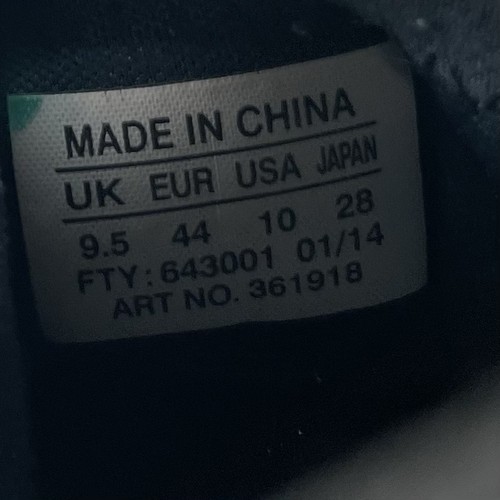 MADE IN CHINA
UK EUR USA JAPAN
9.5 44 10 28
FTY: 643001 01/14
ART NO. 361918